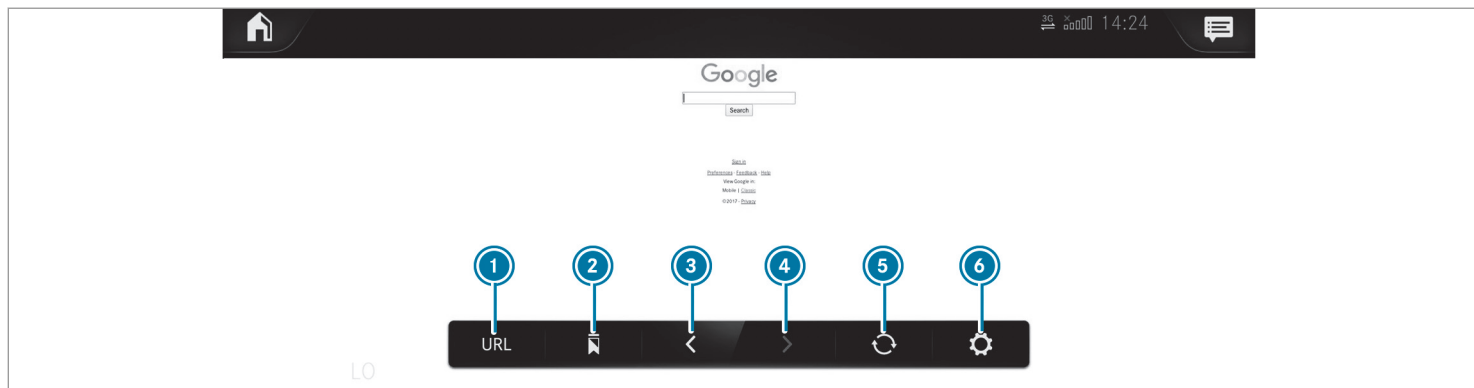 3G 14:24
Google
Search
Sign in
Preferences - Feedback - Help
View Google in:
Mobile | Classic
©2017 - Privacy
1 2 3 4 5 6
URL
LO